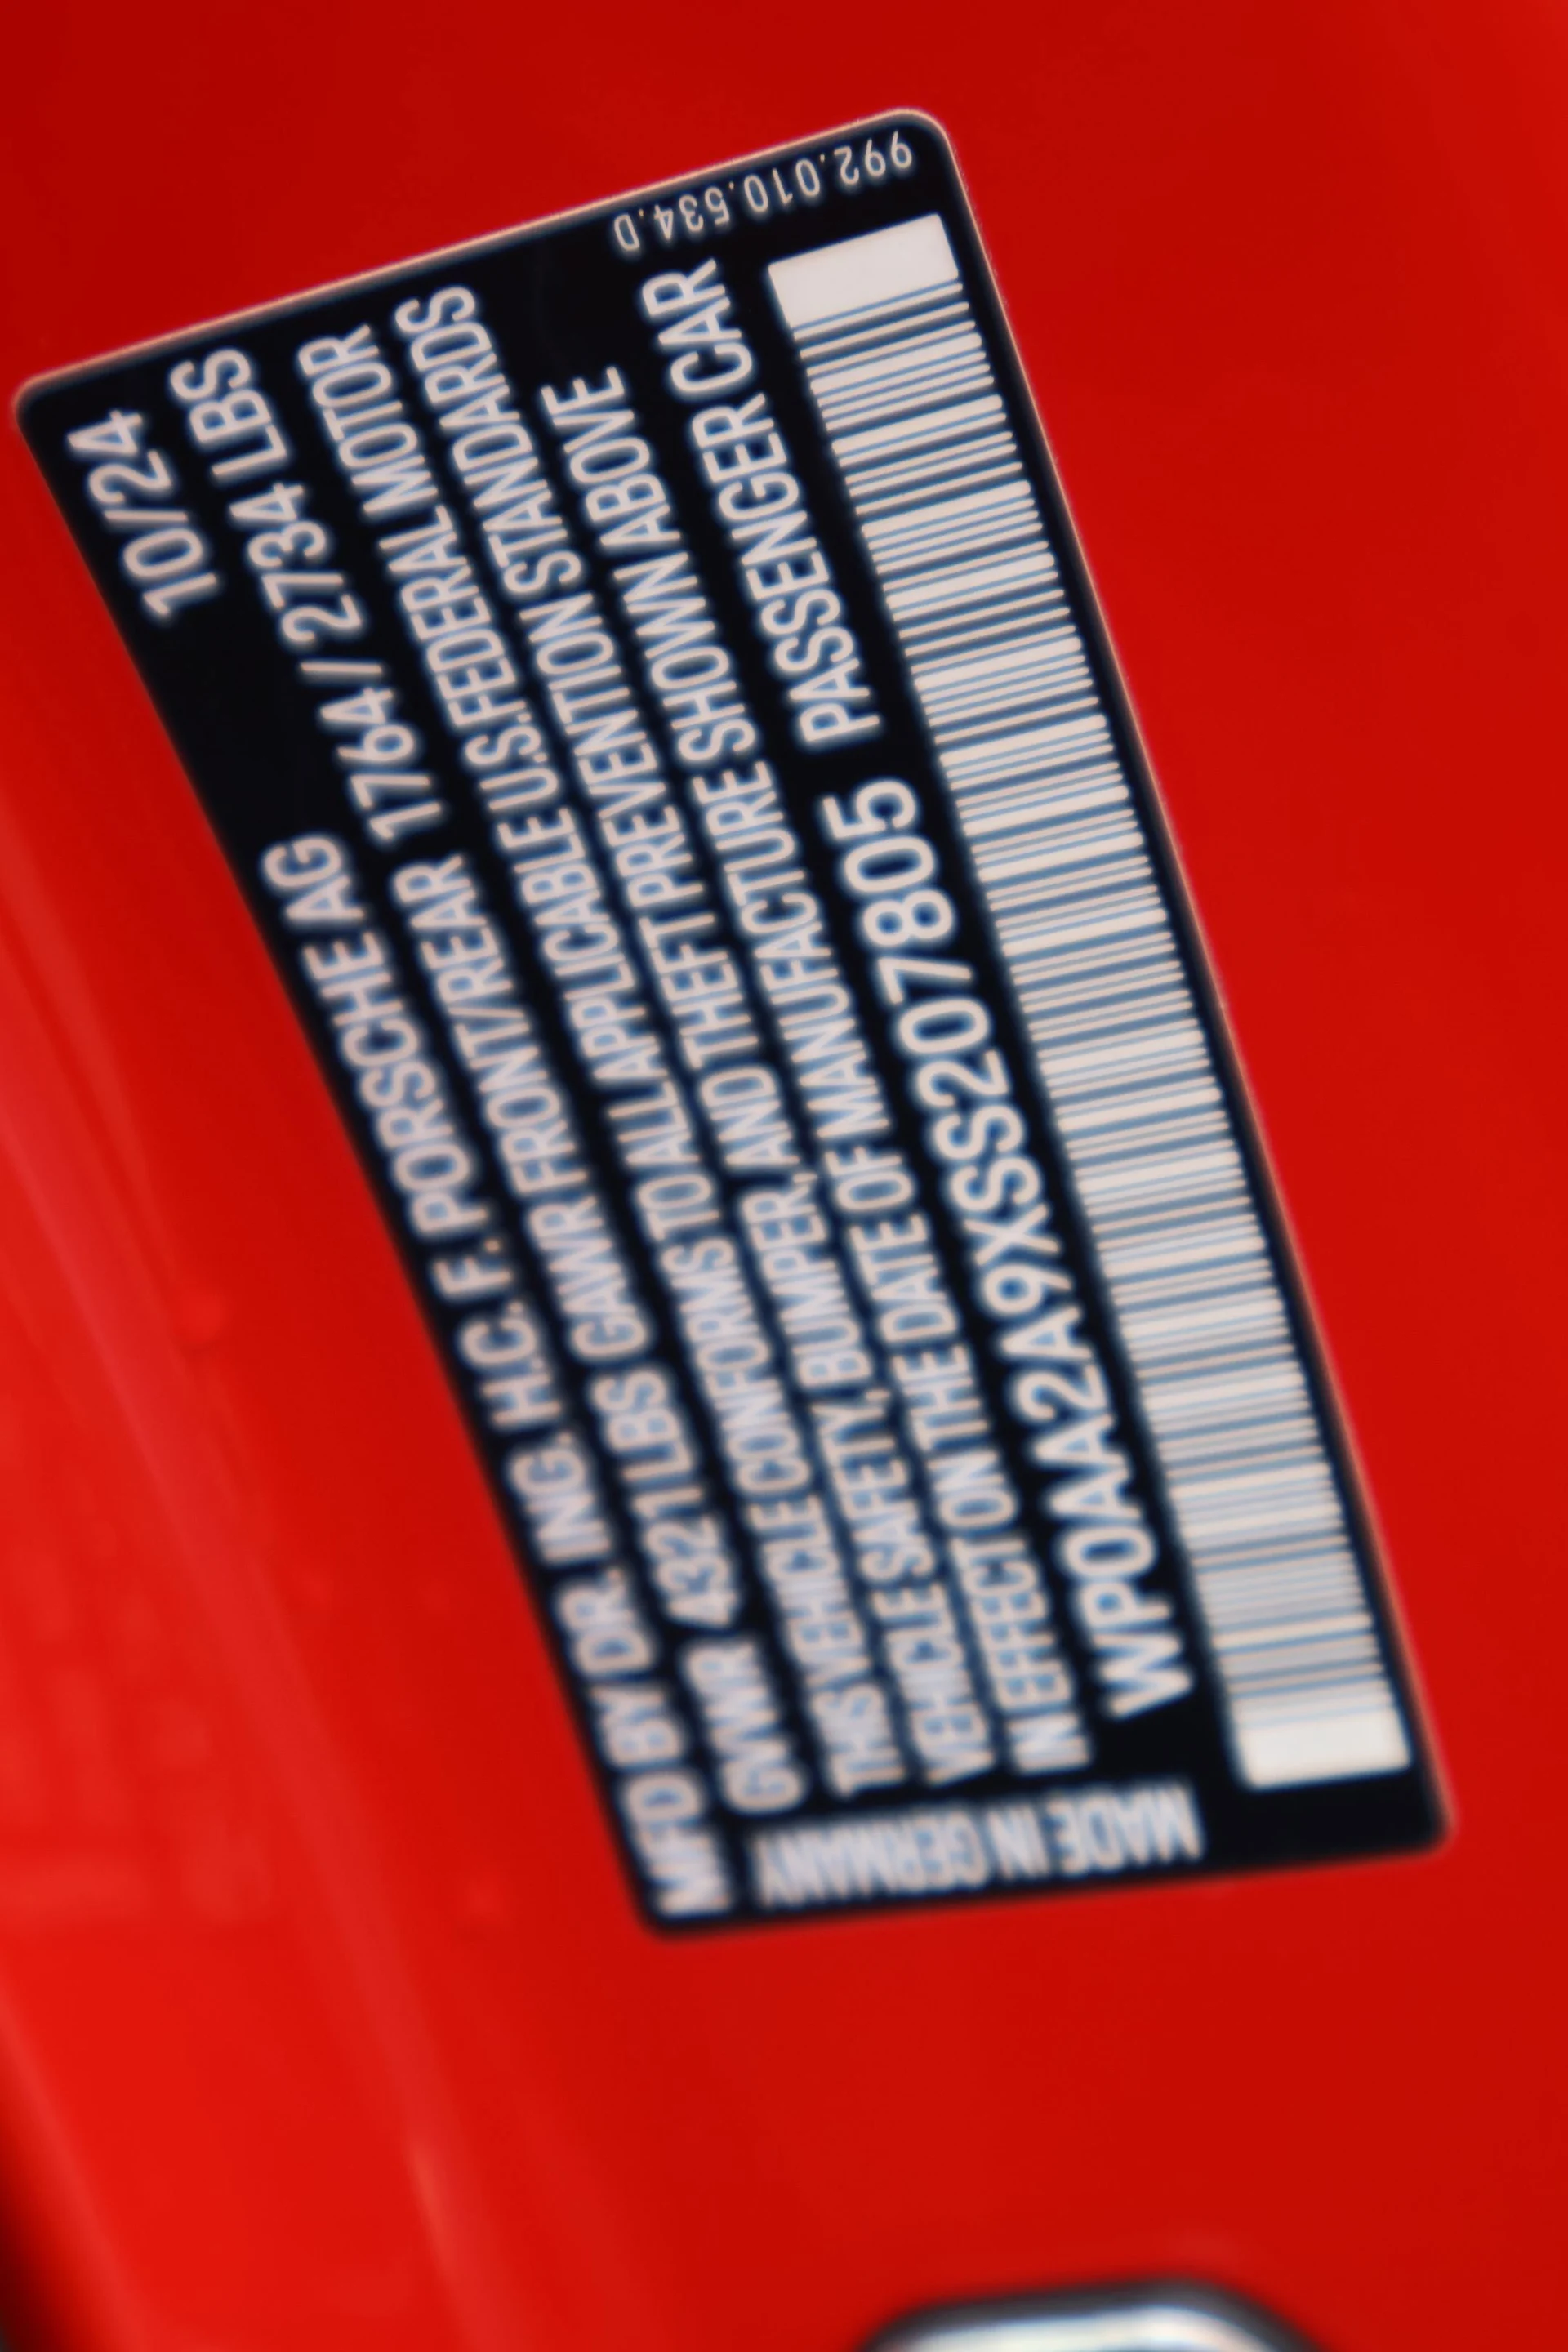 MFD BY DR. ING. H.C. F. PORSCHE AG 10/24
GVWR 4321 LBS GAWR FRONT/REAR 1764 / 2734 LBS
THIS VEHICLE CONFORMS TO ALL APPLICABLE U.S.FEDERAL MOTOR
VEHICLE SAFETY, BUMPER, AND THEFT PREVENTION STANDARDS
IN EFFECT ON THE DATE OF MANUFACTURE SHOWN ABOVE
WP0AA2A9XSS207805 PASSENGER CAR
MADE IN GERMANY
992.010.534.D